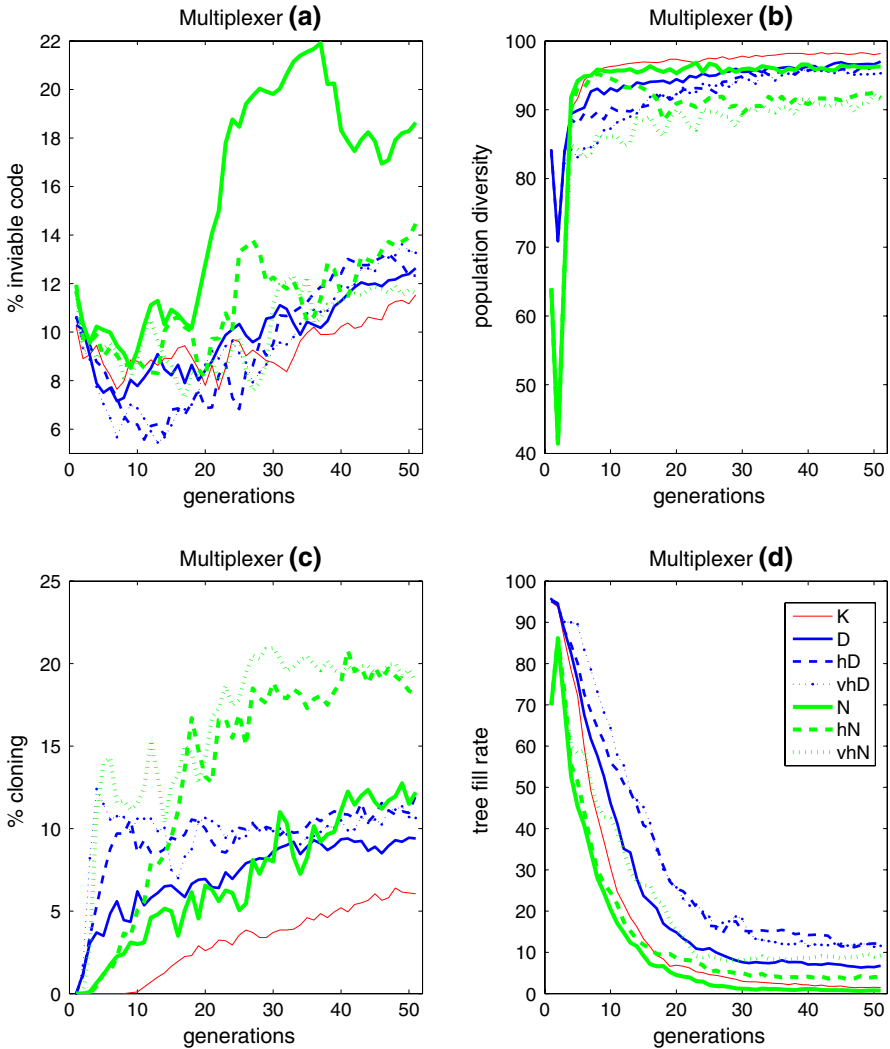 Multiplexer (a)
22
20
18
16
14
12
10
8
6
0 10 20 30 40 50
% inviable code
generations
Multiplexer (b)
100
90
80
70
60
50
40
0 10 20 30 40 50
population diversity
generations
Multiplexer (c)
25
20
15
10
5
0
0 10 20 30 40 50
% cloning
generations
Multiplexer (d)
100
90
80
70
60
50
40
30
20
10
0
0 10 20 30 40 50
tree fill rate
generations
K
D
hD
vhD
N
hN
vhN